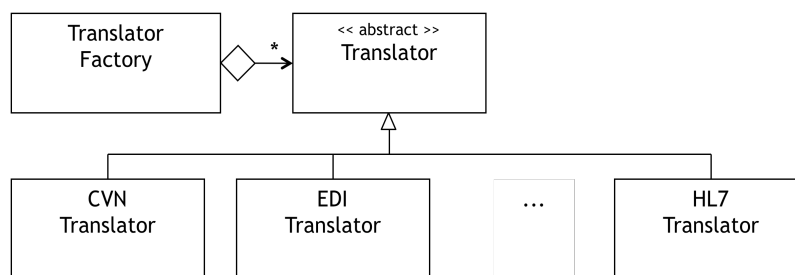 Translator
Factory
*
<< abstract >>
Translator
CVN
Translator
EDI
Translator
...
HL7
Translator